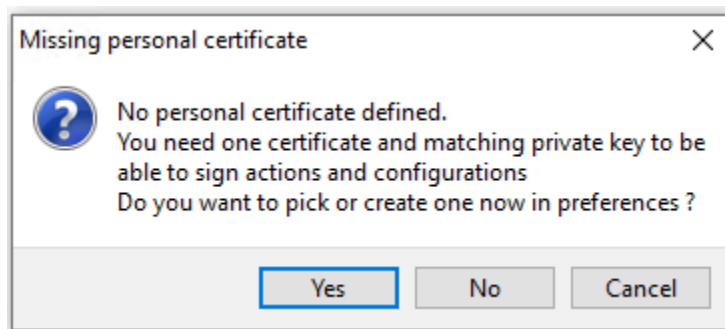 Missing personal certificate
No personal certificate defined.
You need one certificate and matching private key to be
able to sign actions and configurations
Do you want to pick or create one now in preferences ?
Yes No Cancel